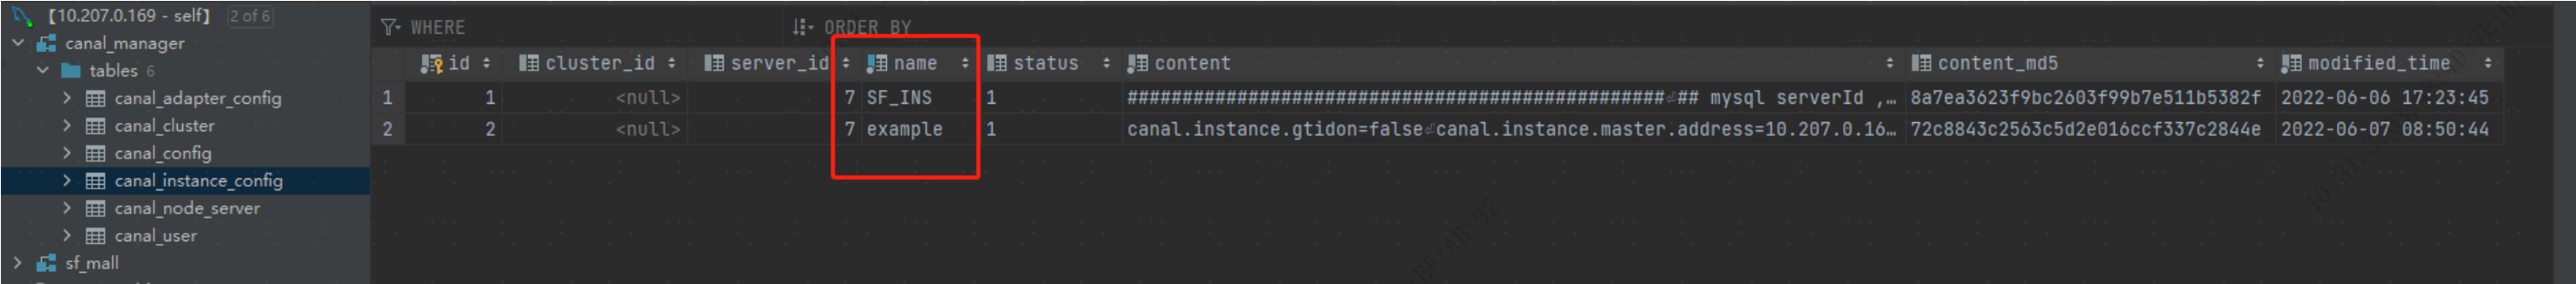 【10.207.0.169 - self】 2 of 6
canal_manager
tables 6
canal_adapter_config
canal_cluster
canal_config
canal_instance_config
canal_node_server
canal_user
sf_mall
WHERE ORDER BY
id cluster_id server_id name status content content_md5 modified_time
1 1 <null> 7 SF_INS 1 #################################################⏎## mysql serverId ,… 8a7ea3623f9bc2603f99b7e511b5382f 2022-06-06 17:23:45
2 2 <null> 7 example 1 canal.instance.gtidon=false⏎canal.instance.master.address=10.207.0.16… 72c8843c2563c5d2e016ccf337c2844e 2022-06-07 08:50:44